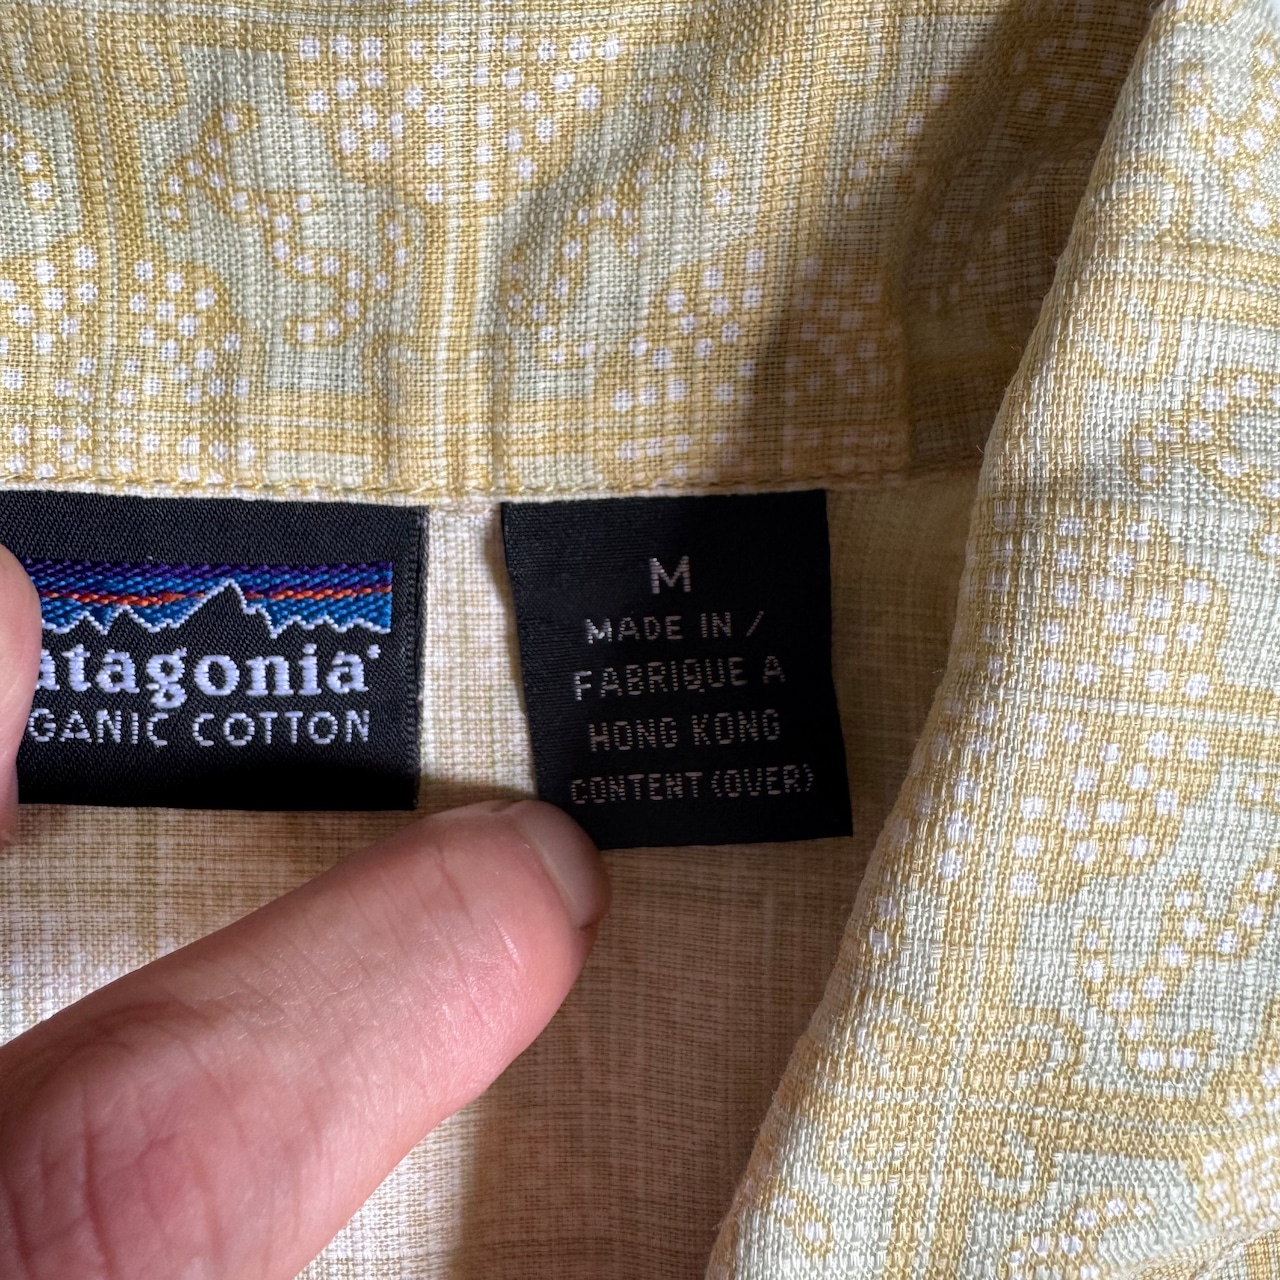 atagonia
GANIC COTTON
M
MADE IN /
FABRIQUE A
HONG KONG
CONTENT (OVER)